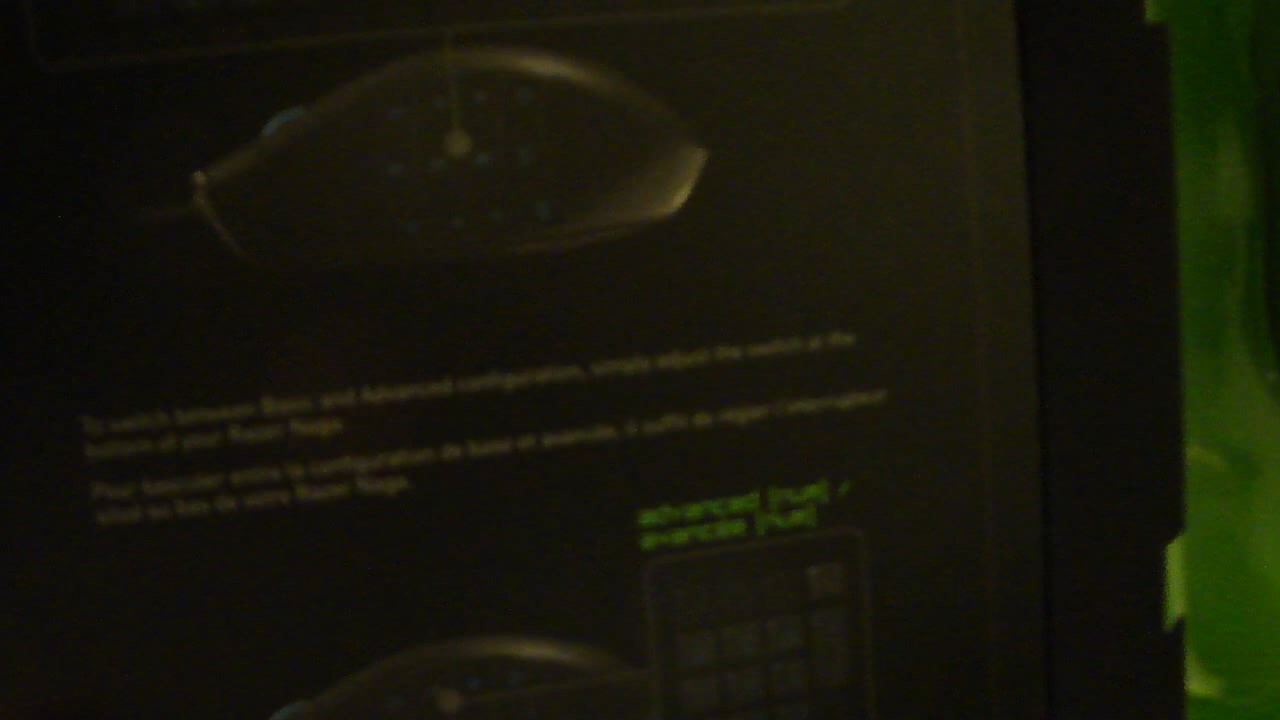 To switch between Basic and Advanced configuration, simply adjust the switch at the
bottom of your Razer Naga.
Pour basculer entre la configuration de base et avancée, il suffit de régler l'interrupteur
situé au bas de votre Razer Naga.
advanced [num] /
avancée [num]